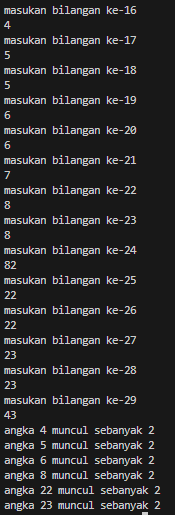 masukan bilangan ke-16
4
masukan bilangan ke-17
5
masukan bilangan ke-18
5
masukan bilangan ke-19
6
masukan bilangan ke-20
6
masukan bilangan ke-21
7
masukan bilangan ke-22
8
masukan bilangan ke-23
8
masukan bilangan ke-24
82
masukan bilangan ke-25
22
masukan bilangan ke-26
22
masukan bilangan ke-27
23
masukan bilangan ke-28
23
masukan bilangan ke-29
43
angka 4 muncul sebanyak 2
angka 5 muncul sebanyak 2
angka 6 muncul sebanyak 2
angka 8 muncul sebanyak 2
angka 22 muncul sebanyak 2
angka 23 muncul sebanyak 2